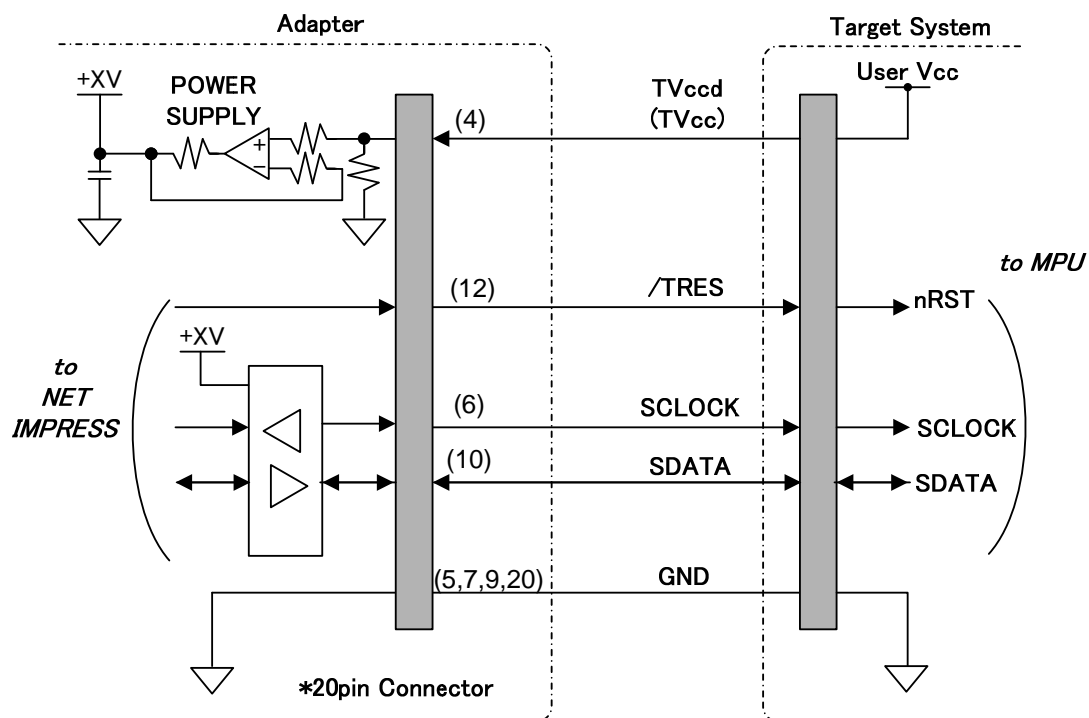 Adapter
Target System
+XV
POWER
SUPPLY
+
−
(4)
TVccd
(TVcc)
User Vcc
to MPU
(12)
/TRES
nRST
+XV
to
NET
IMPRESS
(6)
SCLOCK
SCLOCK
(10)
SDATA
SDATA
(5,7,9,20)
GND
*20pin Connector